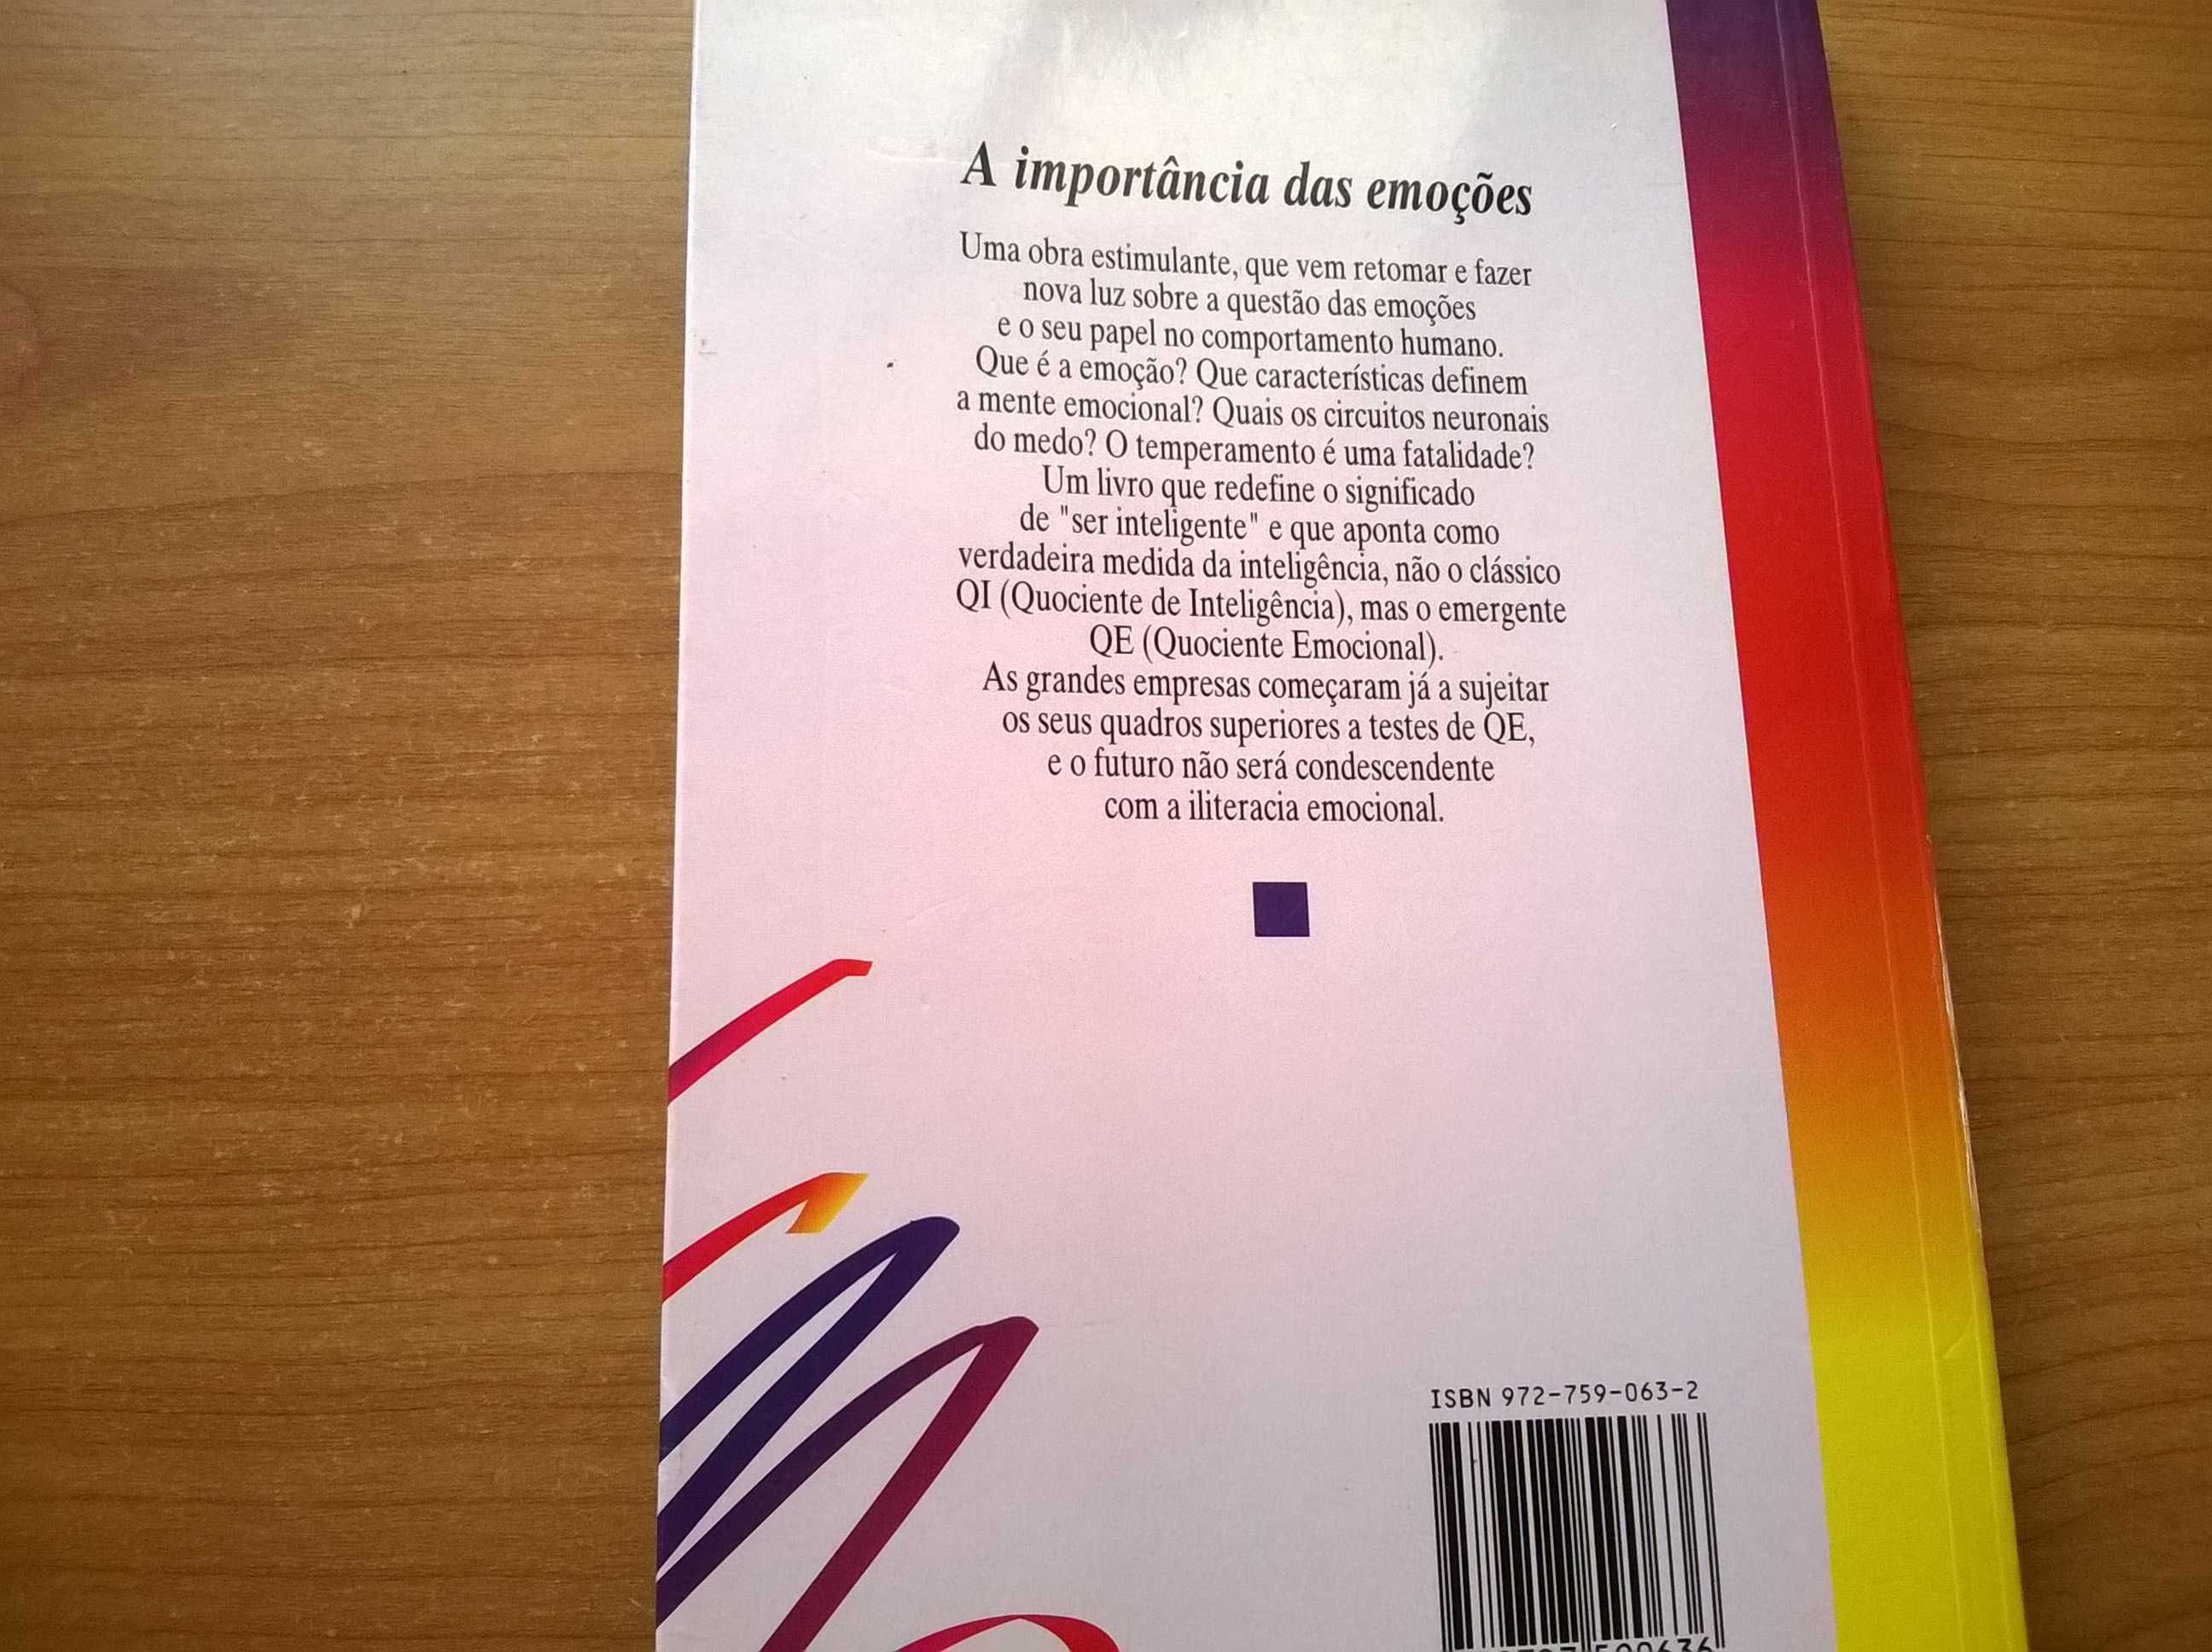 A importância das emoções
Uma obra estimulante, que vem retomar e fazer
nova luz sobre a questão das emoções
e o seu papel no comportamento humano.
Que é a emoção? Que características definem
a mente emocional? Quais os circuitos neuronais
do medo? O temperamento é uma fatalidade?
Um livro que redefine o significado
de "ser inteligente" e que aponta como
verdadeira medida da inteligência, não o clássico
QI (Quociente de Inteligência), mas o emergente
QE (Quociente Emocional).
As grandes empresas começaram já a sujeitar
os seus quadros superiores a testes de QE,
e o futuro não será condescendente
com a iliteracia emocional.
ISBN 972-759-063-2